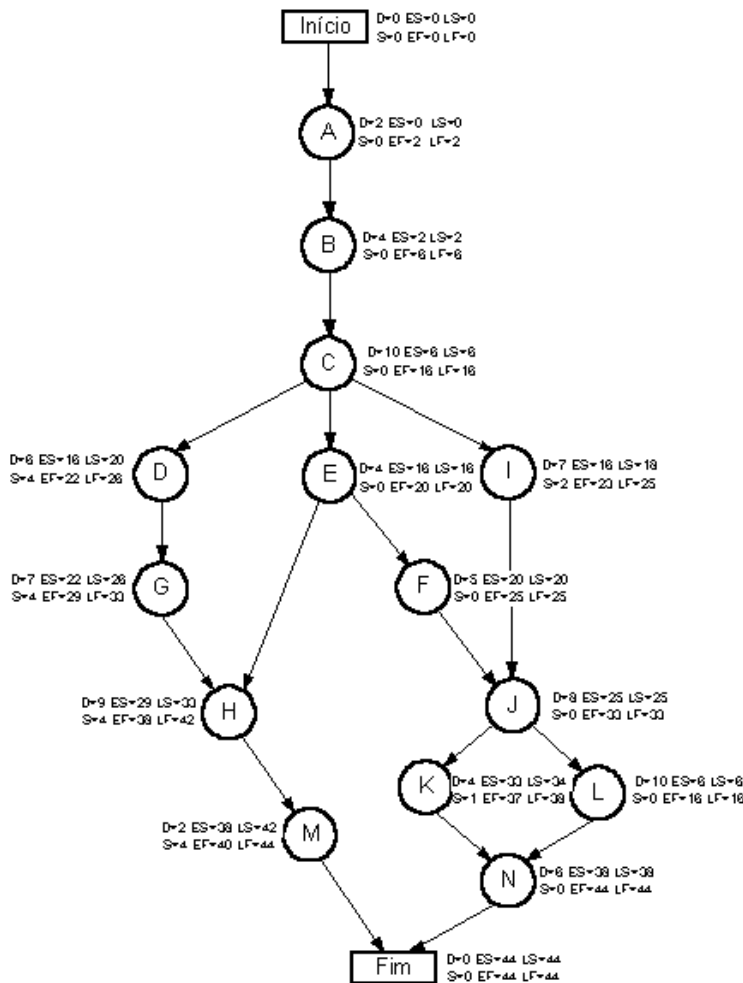 Início
D=0 ES=0 LS=0
S=0 EF=0 LF=0
A
D=2 ES=0 LS=0
S=0 EF=2 LF=2
B
D=4 ES=2 LS=2
S=0 EF=6 LF=6
C
D=10 ES=6 LS=6
S=0 EF=16 LF=16
D=6 ES=16 LS=20
S=4 EF=22 LF=26
D
E
D=4 ES=16 LS=16
S=0 EF=20 LF=20
I
D=7 ES=16 LS=18
S=2 EF=23 LF=25
D=7 ES=22 LS=26
S=4 EF=29 LF=33
G
F
D=5 ES=20 LS=20
S=0 EF=25 LF=25
D=9 ES=29 LS=33
S=4 EF=38 LF=42
H
J
D=8 ES=25 LS=25
S=0 EF=33 LF=33
K
D=4 ES=33 LS=34
S=1 EF=37 LF=38
L
D=10 ES=6 LS=6
S=0 EF=16 LF=16
D=2 ES=38 LS=42
S=4 EF=40 LF=44
M
N
D=6 ES=38 LS=38
S=0 EF=44 LF=44
Fim
D=0 ES=44 LS=44
S=0 EF=44 LF=44